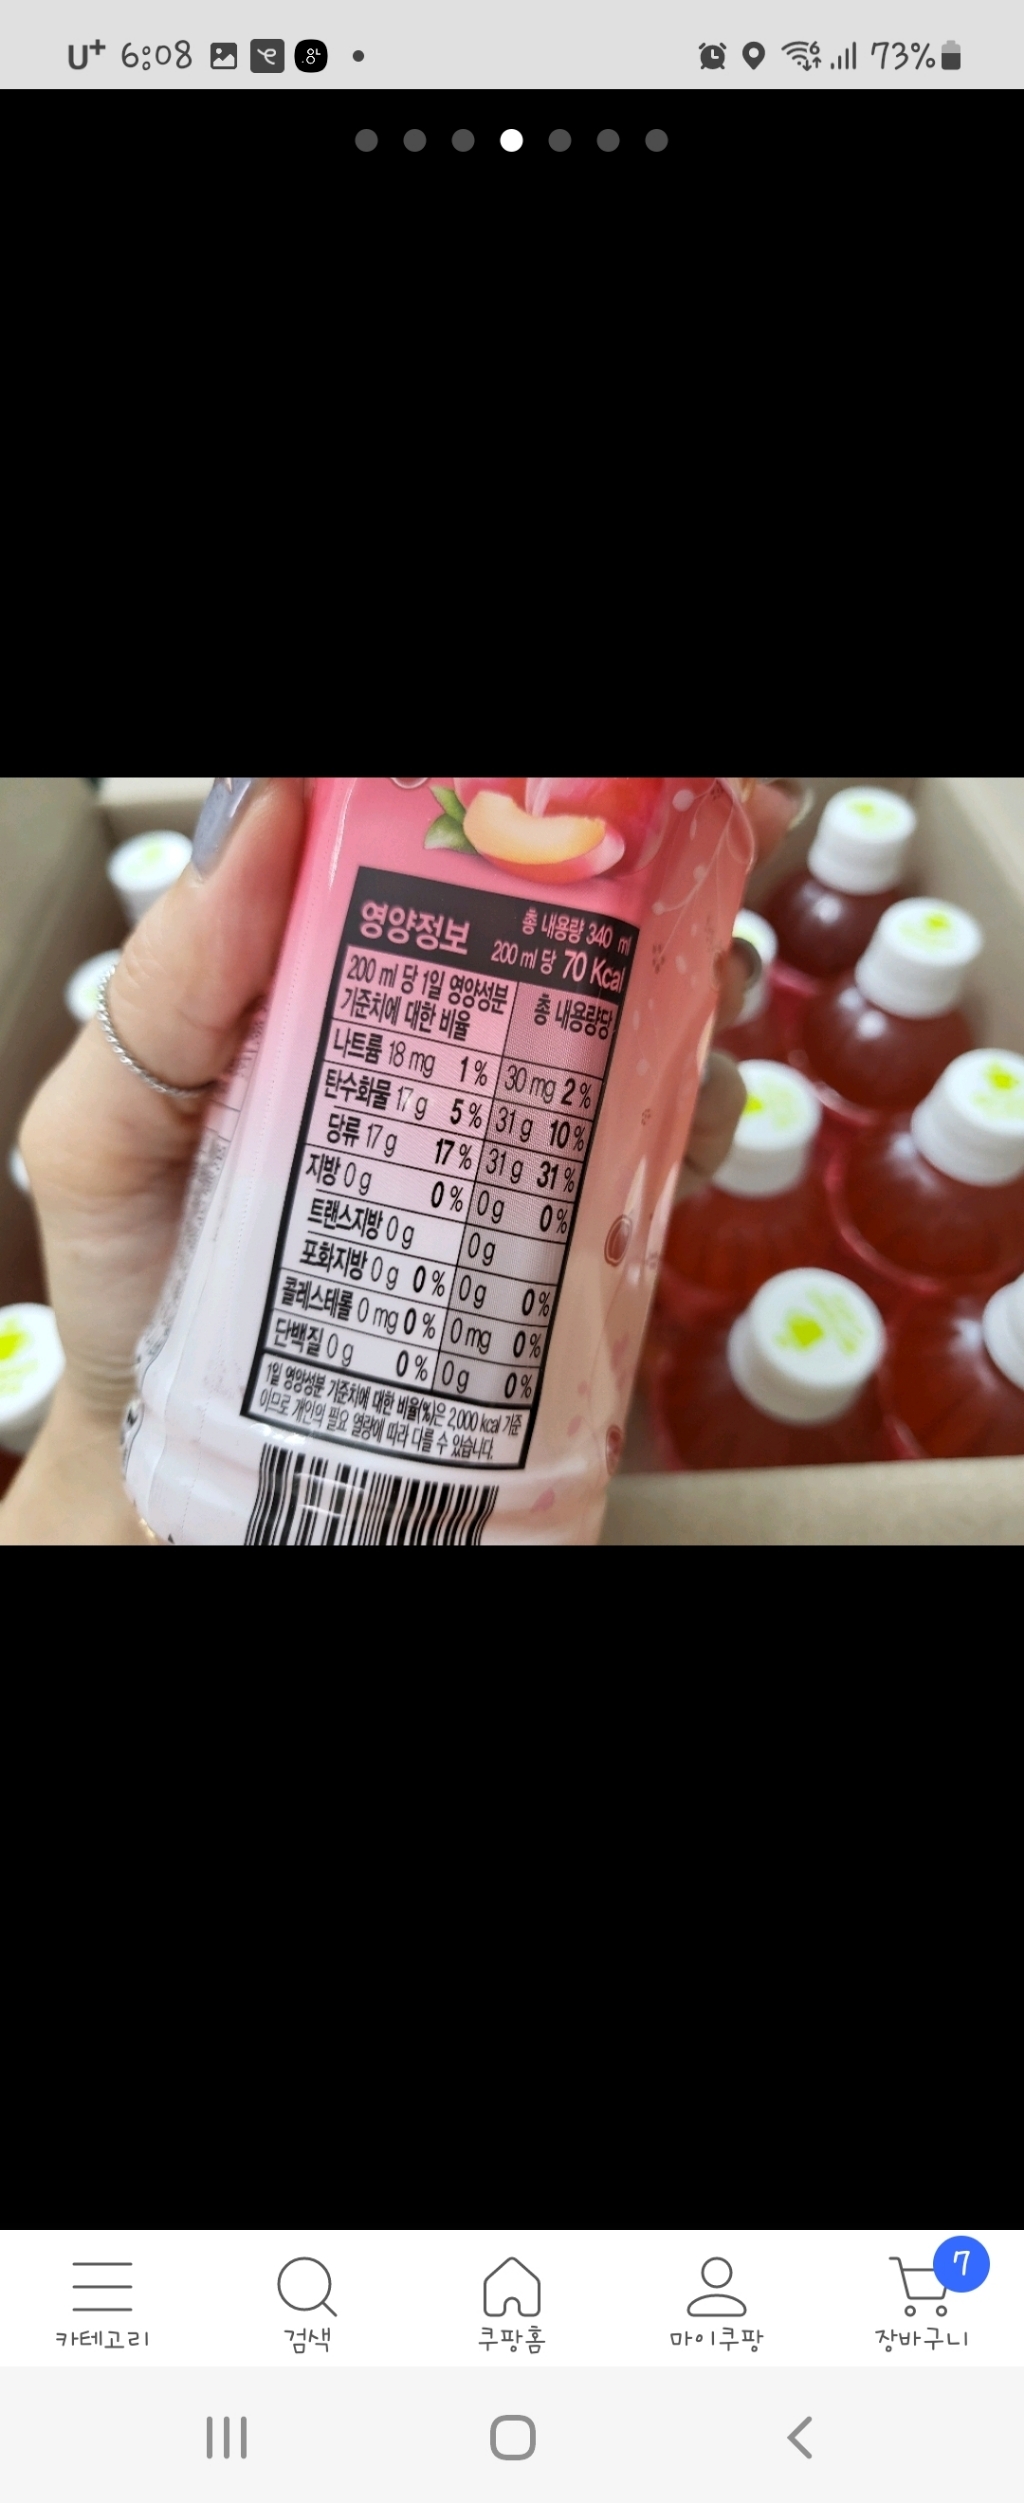 U+ 6:08 73%
영양정보 총 내용량 340 ml
200 ml 당 70 Kcal
200 ml 당 1일 영양성분
기준치에 대한 비율
총 내용량당
나트륨 18 mg 1 % 30 mg 2 %
탄수화물 17 g 5 % 31 g 10 %
당류 17 g 17 % 31 g 31 %
지방 0 g 0 % 0 g 0 %
트랜스지방 0 g 0 g
포화지방 0 g 0 % 0 g 0 %
콜레스테롤 0 mg 0 % 0 mg 0 %
단백질 0 g 0 % 0 g 0 %
1일 영양성분 기준치에 대한 비율(%)은 2,000 kcal 기준
이므로 개인의 필요 열량에 따라 다를 수 있습니다.
7
카테고리 검색 쿠팡홈 마이쿠팡 장바구니